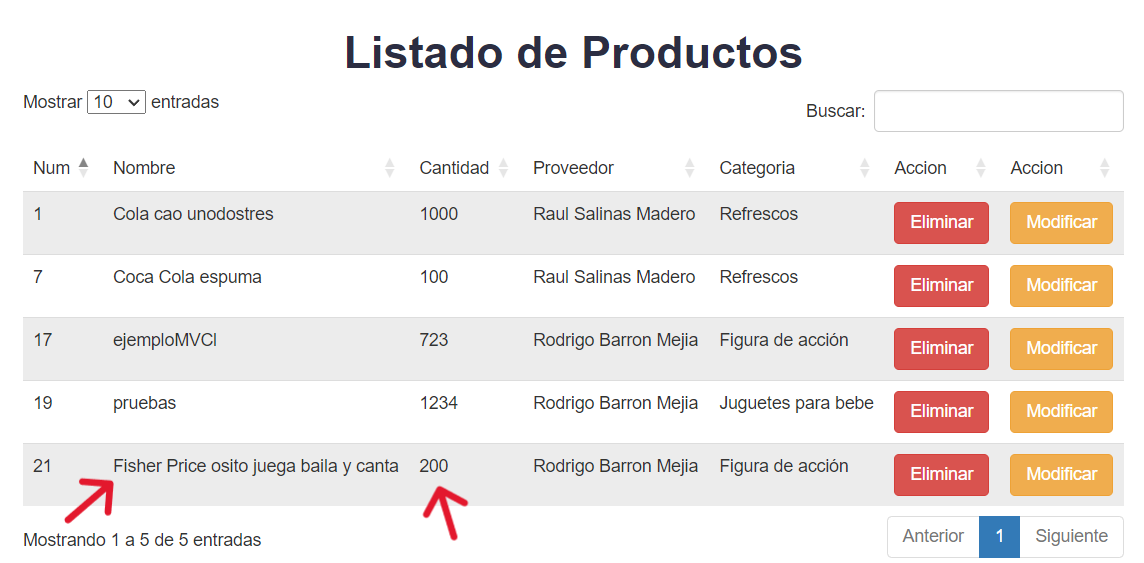 Listado de Productos
Mostrar 10 entradas
Buscar:
Num Nombre Cantidad Proveedor Categoria Accion Accion
1 Cola cao unodostres 1000 Raul Salinas Madero Refrescos Eliminar Modificar
7 Coca Cola espuma 100 Raul Salinas Madero Refrescos Eliminar Modificar
17 ejemploMVCI 723 Rodrigo Barron Mejia Figura de acción Eliminar Modificar
19 pruebas 1234 Rodrigo Barron Mejia Juguetes para bebe Eliminar Modificar
21 Fisher Price osito juega baila y canta 200 Rodrigo Barron Mejia Figura de acción Eliminar Modificar
Mostrando 1 a 5 de 5 entradas
Anterior 1 Siguiente